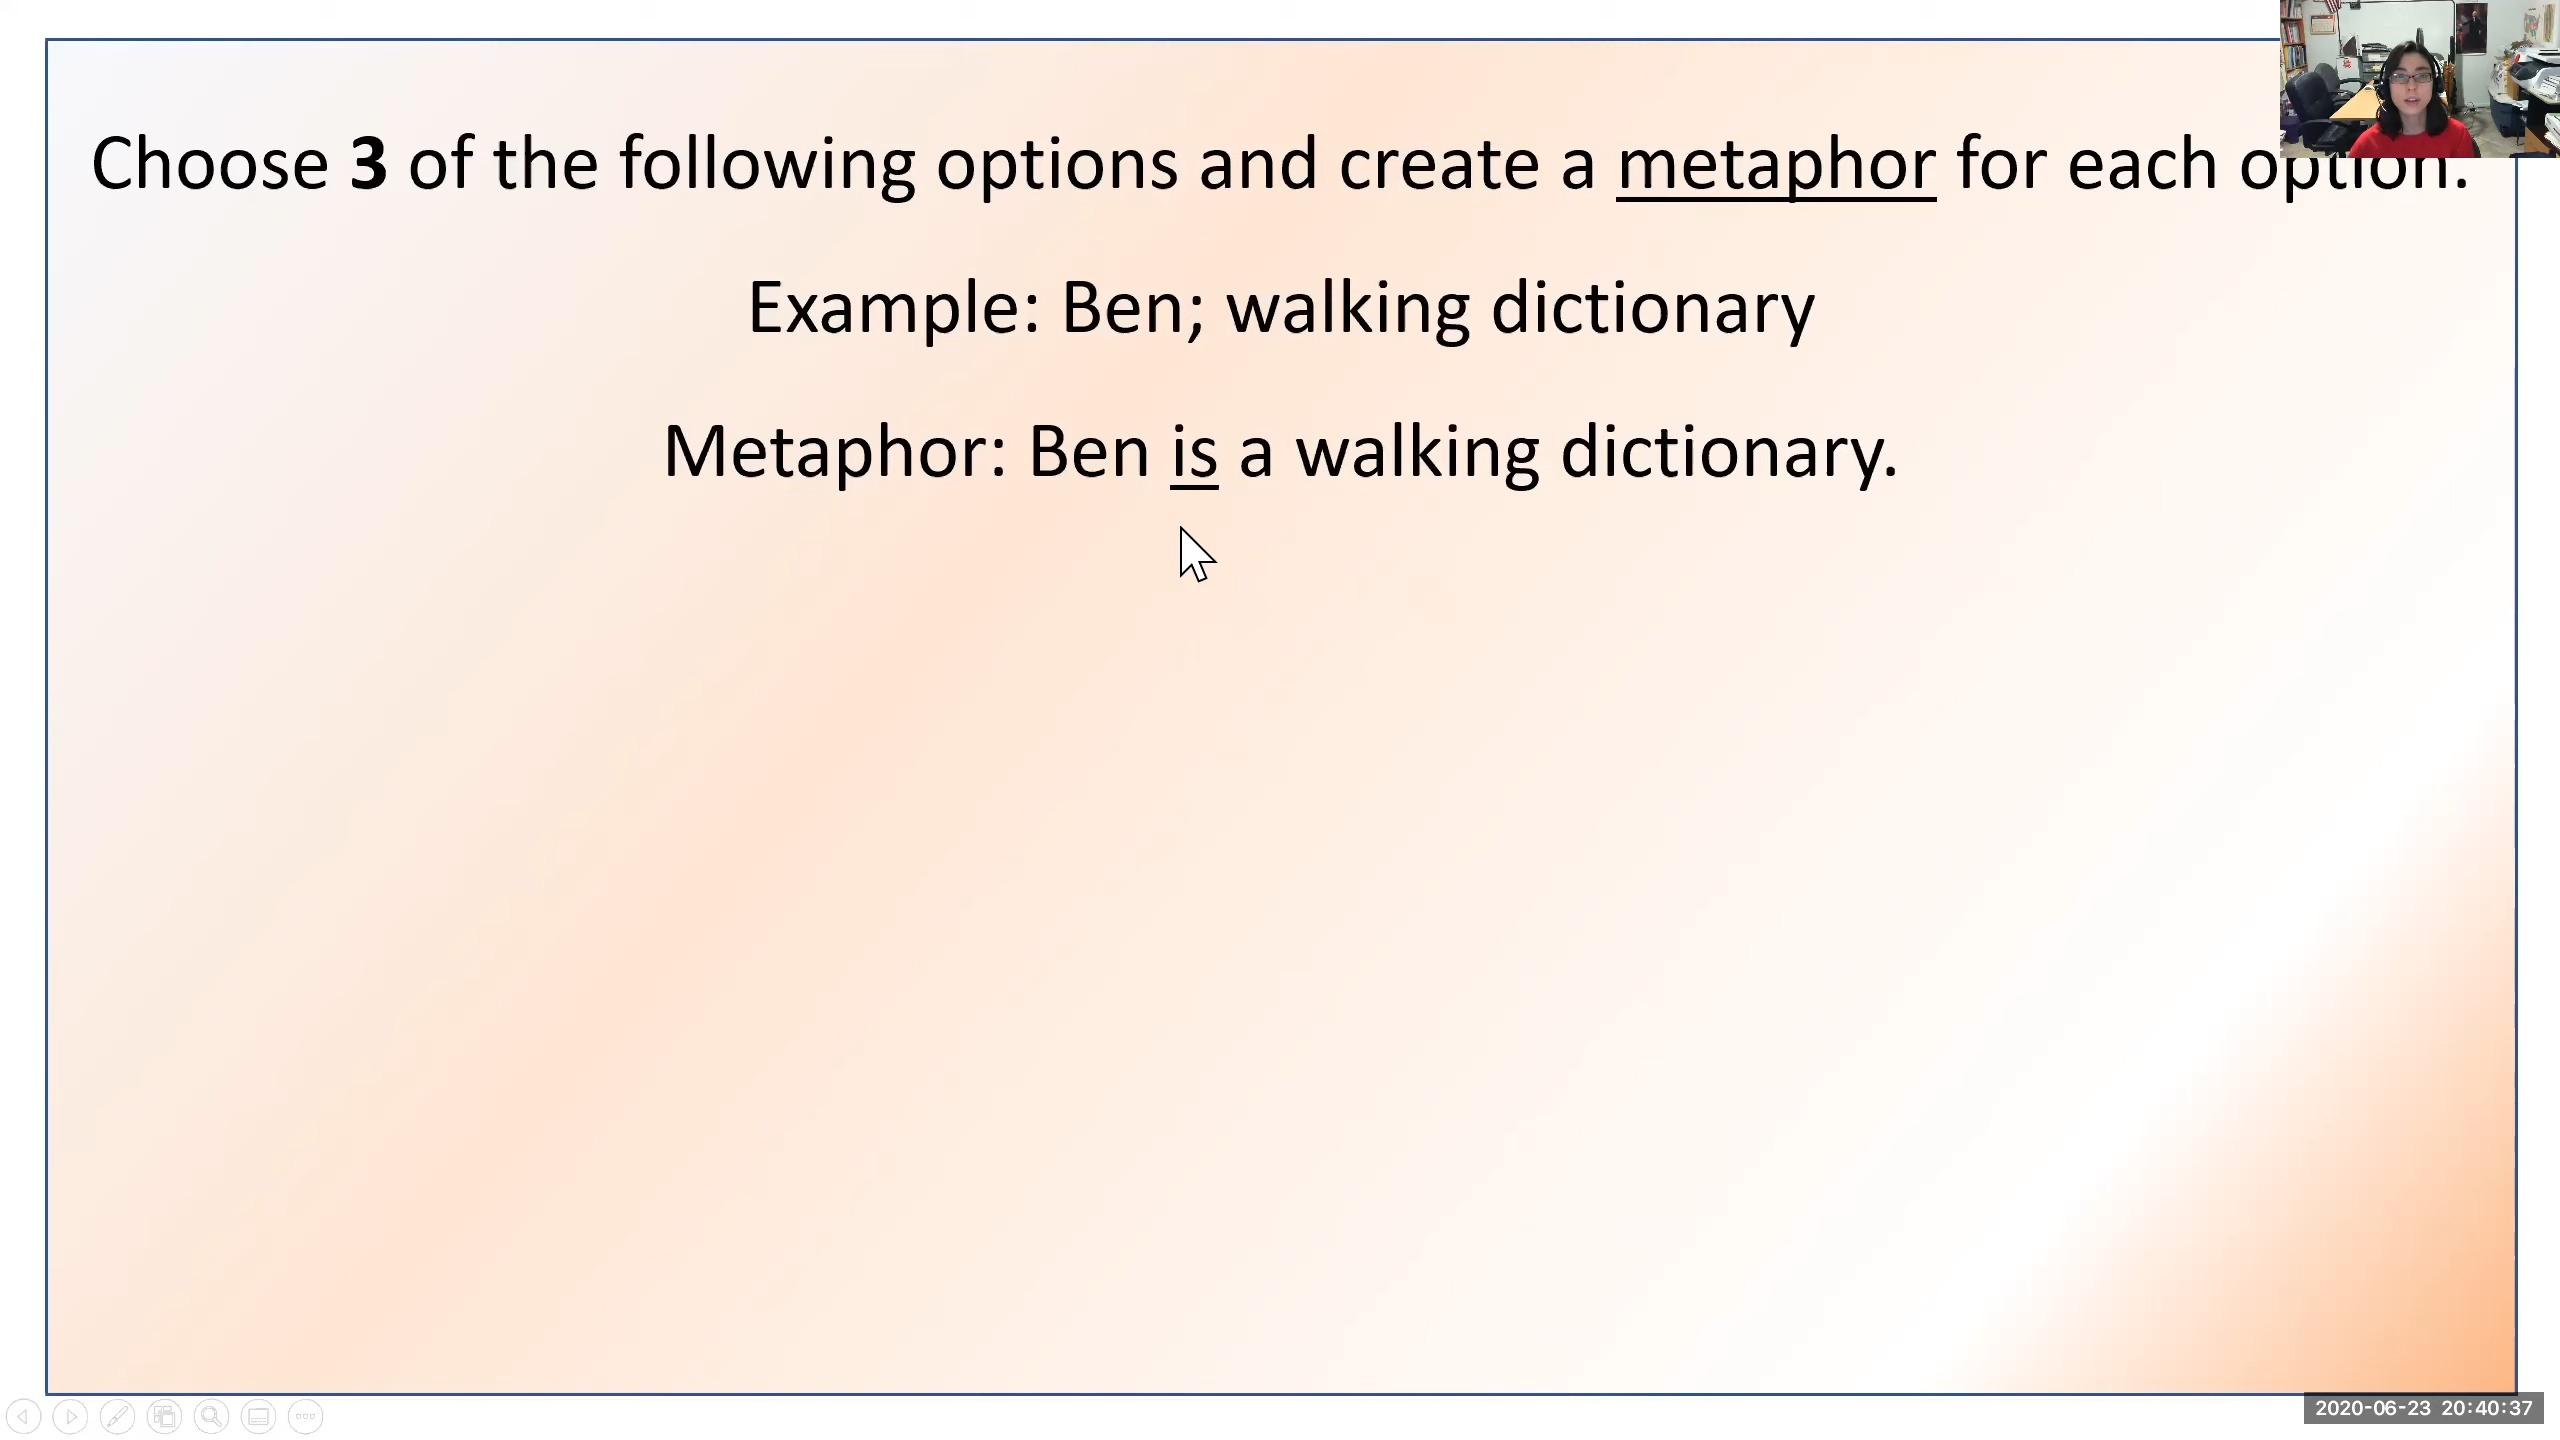 Choose 3 of the following options and create a metaphor for each option.
Example: Ben; walking dictionary
Metaphor: Ben is a walking dictionary.
2020-06-23 20:40:37